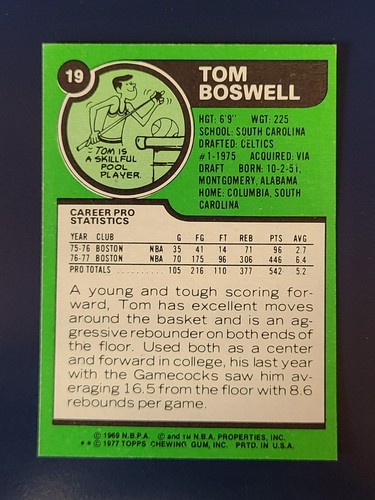 19
TOM
BOSWELL
HGT: 6'9" WGT: 225
SCHOOL: SOUTH CAROLINA
DRAFTED: CELTICS
#1-1975 ACQUIRED: VIA
DRAFT BORN: 10-2-51,
MONTGOMERY, ALABAMA
HOME: COLUMBIA, SOUTH
CAROLINA
TOM IS
A SKILLFUL
POOL
PLAYER.
CAREER PRO
STATISTICS
YEAR CLUB G FG FT REB PTS AVG
75-76 BOSTON NBA 35 41 14 71 96 2.7
76-77 BOSTON NBA 70 175 96 306 446 6.4
PRO TOTALS .......... 105 216 110 377 542 5.2
A young and tough scoring for-
ward, Tom has excellent moves
around the basket and is an ag-
gressive rebounder on both ends of
the floor. Used both as a center
and forward in college, his last year
with the Gamecocks saw him av-
eraging 16.5 from the floor with 8.6
rebounds per game.
© 1969 N.B.P.A. © and TM N.B.A. PROPERTIES, INC.
** © 1977 TOPPS CHEWING GUM, INC. PRTD. IN U.S.A.